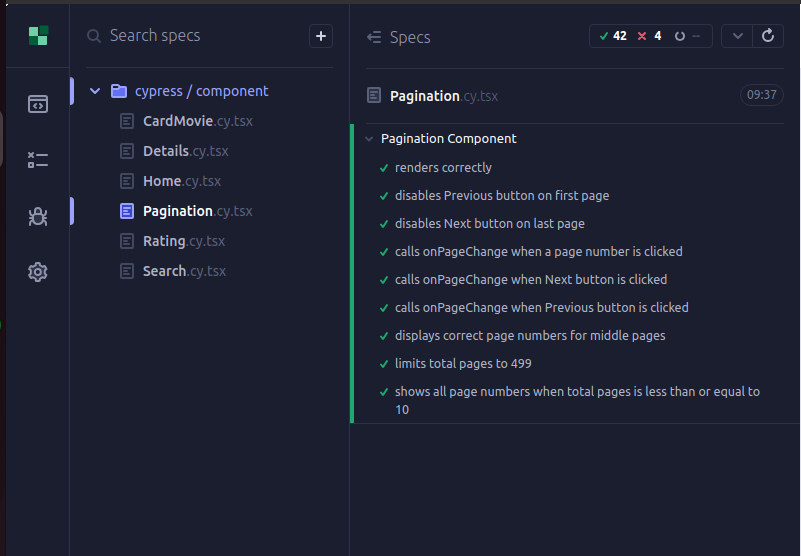 Search specs
+
cypress / component
CardMovie.cy.tsx
Details.cy.tsx
Home.cy.tsx
Pagination.cy.tsx
Rating.cy.tsx
Search.cy.tsx
Specs
42 4 --
Pagination.cy.tsx
09:37
Pagination Component
renders correctly
disables Previous button on first page
disables Next button on last page
calls onPageChange when a page number is clicked
calls onPageChange when Next button is clicked
calls onPageChange when Previous button is clicked
displays correct page numbers for middle pages
limits total pages to 499
shows all page numbers when total pages is less than or equal to
10